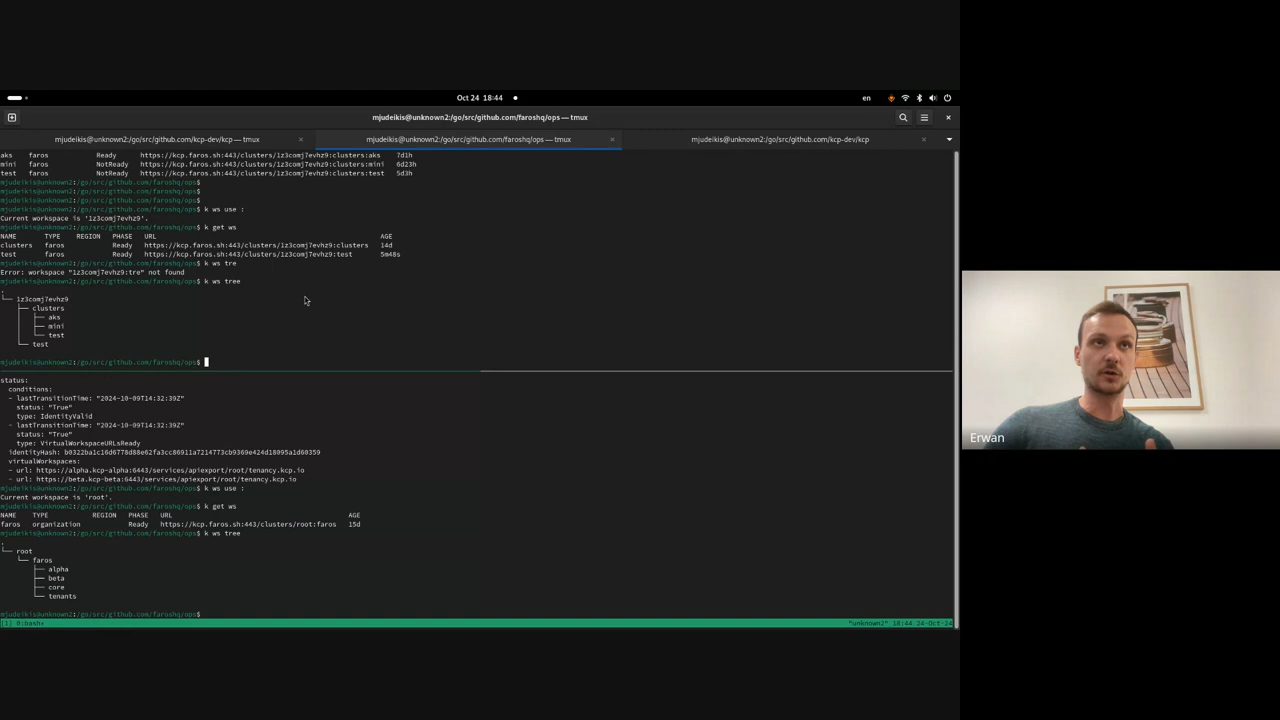 Oct 24 18:44
en
mjudeikis@unknown2:/go/src/github.com/faroshq/ops — tmux
mjudeikis@unknown2:/go/src/github.com/kcp-dev/kcp — tmux
mjudeikis@unknown2:/go/src/github.com/faroshq/ops — tmux
mjudeikis@unknown2:/go/src/github.com/kcp-dev/kcp
aks faros Ready https://kcp.faros.sh:443/clusters/1z3comj7evhz9:clusters:aks 7d1h
mini faros NotReady https://kcp.faros.sh:443/clusters/1z3comj7evhz9:clusters:mini 6d23h
test faros NotReady https://kcp.faros.sh:443/clusters/1z3comj7evhz9:clusters:test 5d3h
mjudeikis@unknown2:/go/src/github.com/faroshq/ops$
mjudeikis@unknown2:/go/src/github.com/faroshq/ops$
mjudeikis@unknown2:/go/src/github.com/faroshq/ops$
mjudeikis@unknown2:/go/src/github.com/faroshq/ops$ k ws use :
Current workspace is '1z3comj7evhz9'.
mjudeikis@unknown2:/go/src/github.com/faroshq/ops$ k get ws
NAME TYPE REGION PHASE URL AGE
clusters faros Ready https://kcp.faros.sh:443/clusters/1z3comj7evhz9:clusters 14d
test faros Ready https://kcp.faros.sh:443/clusters/1z3comj7evhz9:test 5m48s
mjudeikis@unknown2:/go/src/github.com/faroshq/ops$ k ws tre
Error: workspace "1z3comj7evhz9:tre" not found
mjudeikis@unknown2:/go/src/github.com/faroshq/ops$ k ws tree
.
└── 1z3comj7evhz9
├── clusters
│ ├── aks
│ ├── mini
│ └── test
└── test
mjudeikis@unknown2:/go/src/github.com/faroshq/ops$
status:
conditions:
- lastTransitionTime: "2024-10-09T14:32:39Z"
status: "True"
type: IdentityValid
- lastTransitionTime: "2024-10-09T14:32:39Z"
status: "True"
type: VirtualWorkspaceURLsReady
identityHash: b0322ba1c16d6778d88e62fa3cc86911a7214773cb9369e424d18095a1d60359
virtualWorkspaces:
- url: https://alpha.kcp-alpha:6443/services/apiexport/root/tenancy.kcp.io
- url: https://beta.kcp-beta:6443/services/apiexport/root/tenancy.kcp.io
mjudeikis@unknown2:/go/src/github.com/faroshq/ops$ k ws use :
Current workspace is 'root'.
mjudeikis@unknown2:/go/src/github.com/faroshq/ops$ k get ws
NAME TYPE REGION PHASE URL AGE
faros organization Ready https://kcp.faros.sh:443/clusters/root:faros 15d
mjudeikis@unknown2:/go/src/github.com/faroshq/ops$ k ws tree
.
└── root
└── faros
├── alpha
├── beta
├── core
└── tenants
mjudeikis@unknown2:/go/src/github.com/faroshq/ops$
[1] 0:bash* "unknown2" 18:44 24-Oct-24
Erwan